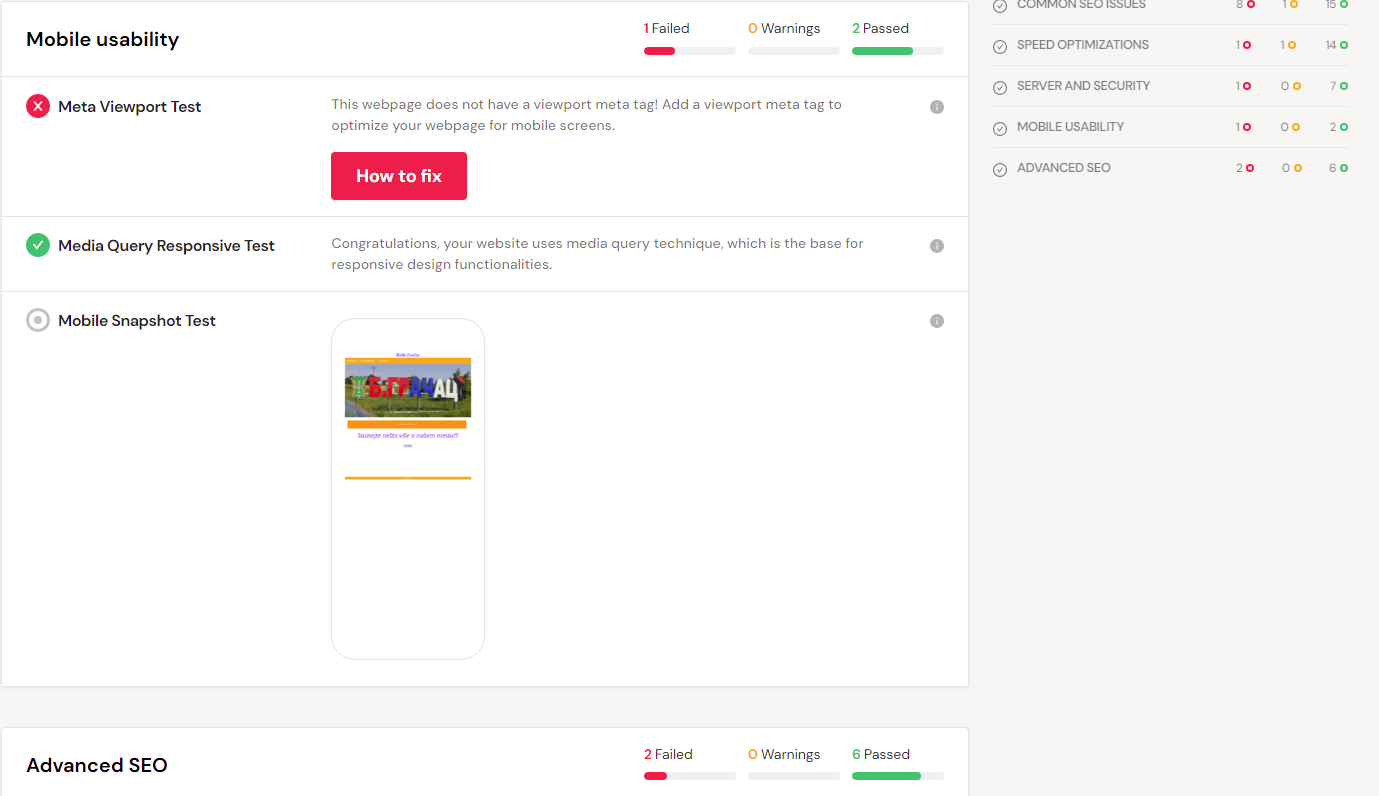 Mobile usability
1 Failed
0 Warnings
2 Passed
Meta Viewport Test
This webpage does not have a viewport meta tag! Add a viewport meta tag to
optimize your webpage for mobile screens.
How to fix
Media Query Responsive Test
Congratulations, your website uses media query technique, which is the base for
responsive design functionalities.
Mobile Snapshot Test
Б.ГРАЧАЦ
Saznajte nešto više o našem mestu!!!
Advanced SEO
2 Failed
0 Warnings
6 Passed
COMMON SEO ISSUES 8 1 15
SPEED OPTIMIZATIONS 1 1 14
SERVER AND SECURITY 1 0 7
MOBILE USABILITY 1 0 2
ADVANCED SEO 2 0 6